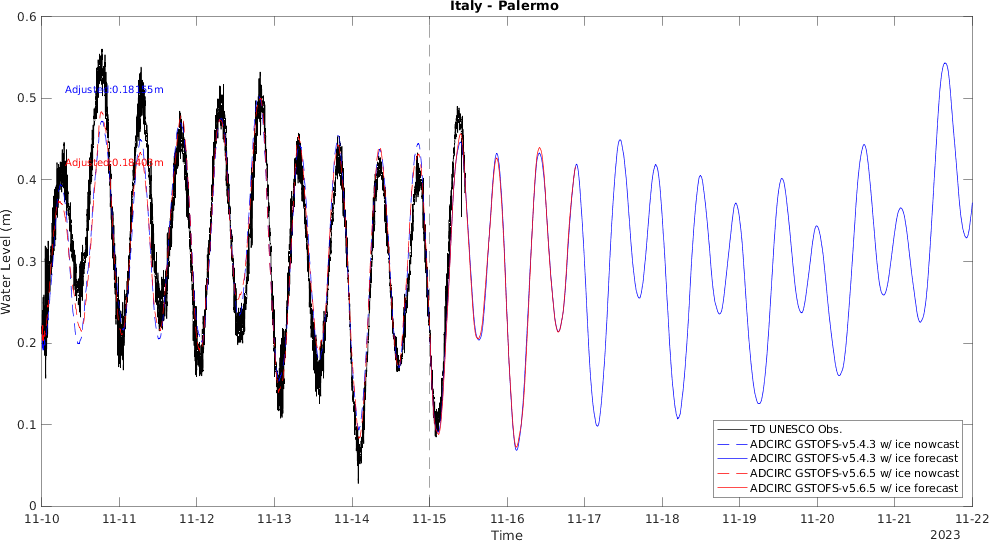 Italy - Palermo
0.6
0.5
0.4
0.3
0.2
0.1
0
Water Level (m)
TD UNESCO Obs.
ADCIRC GSTOFS-v5.4.3 w/ ice nowcast
ADCIRC GSTOFS-v5.4.3 w/ ice forecast
ADCIRC GSTOFS-v5.6.5 w/ ice nowcast
ADCIRC GSTOFS-v5.6.5 w/ ice forecast
11-10 11-11 11-12 11-13 11-14 11-15 11-16 11-17 11-18 11-19 11-20 11-21 11-22
Time
2023